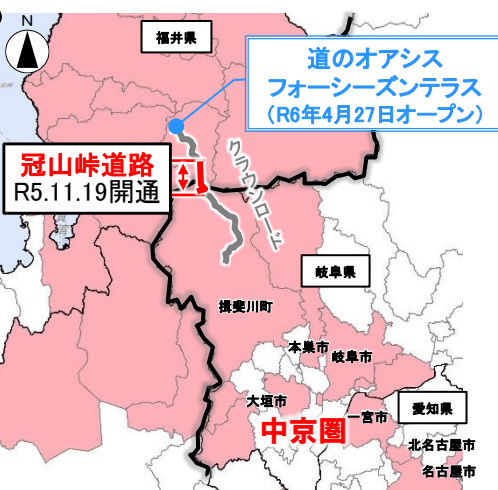 N
福井県
道のオアシス
フォーシーズンテラス
（R6年4月27日オープン）
冠山峠道路
R5.11.19開通
クラウンロード
岐阜県
揖斐川町
本巣市
岐阜市
大垣市
一宮市
愛知県
中京圏
北名古屋市
名古屋市